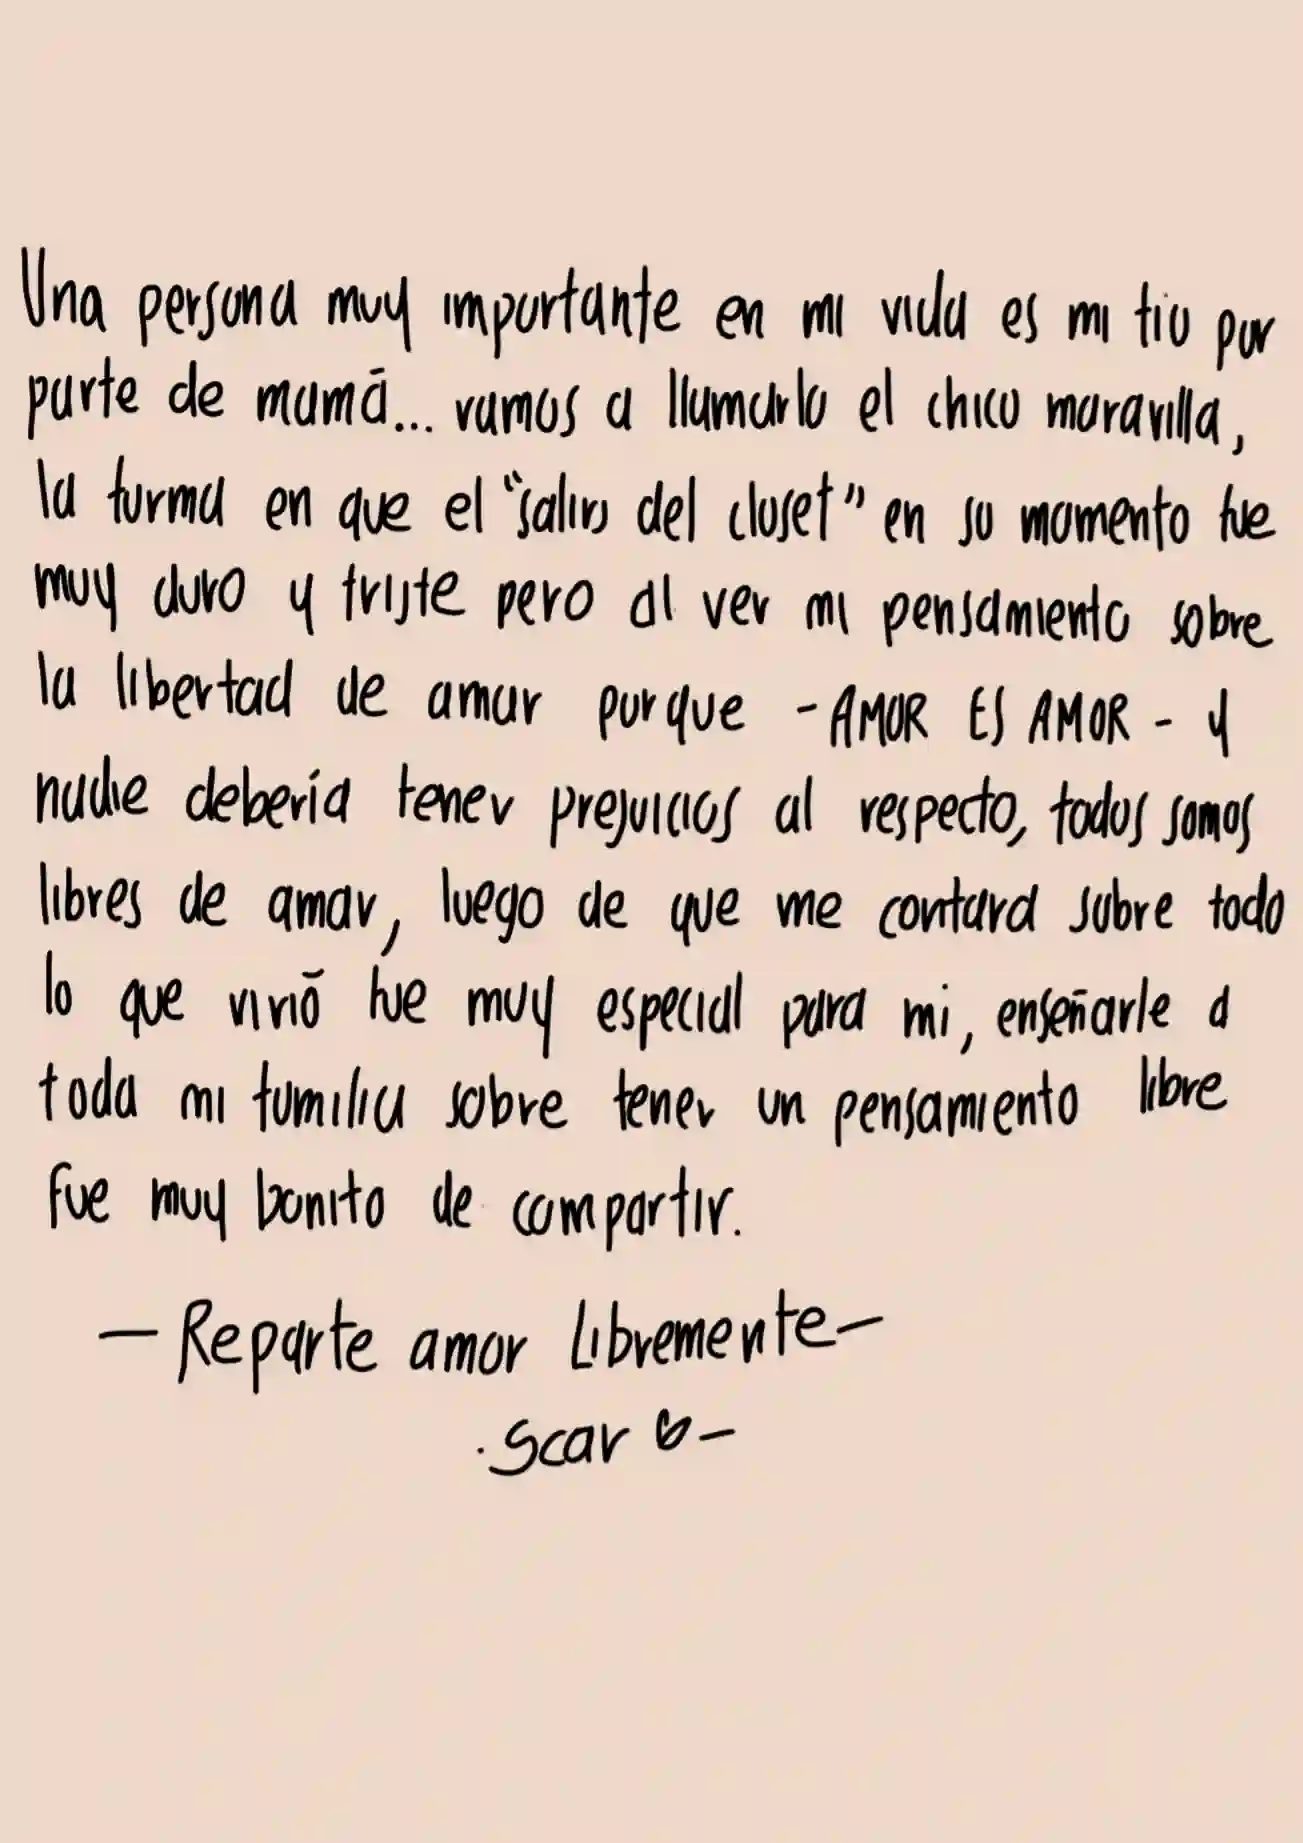 Una persona muy importante en mi vida es mi tio por
parte de mamá... vamos a llamarlo el chico maravilla,
la forma en que el "salirs del closet" en su momento fue
muy duro y triste pero al ver mi pensamiento sobre
la libertad de amar porque - AMOR ES AMOR - y
nadie debería tener prejuicios al respecto, todos somos
libres de amar, luego de que me contara sobre todo
lo que vivió fue muy especial para mi, enseñarle a
toda mi familia sobre tener un pensamiento libre
fue muy bonito de compartir.
— Reparte amor Libremente —
. Scar ♡ —